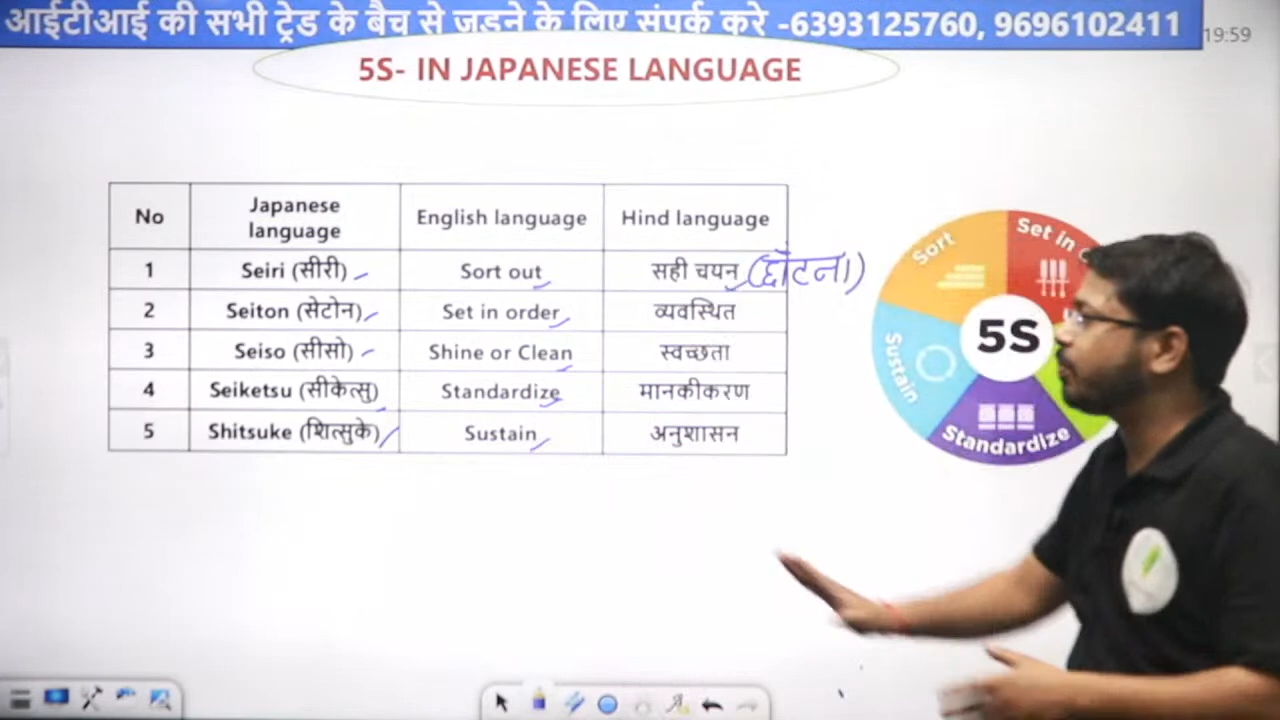 आईटीआई की सभी ट्रेड के बैच से जुड़ने के लिए संपर्क करे -6393125760, 9696102411
19:59
5S- IN JAPANESE LANGUAGE
No Japanese language English language Hind language
1 Seiri (सीरी) Sort out सही चयन (छाँटना)
2 Seiton (सेटोन) Set in order व्यवस्थित
3 Seiso (सीसो) Shine or Clean स्वच्छता
4 Seiketsu (सीकेत्सु) Standardize मानकीकरण
5 Shitsuke (शित्सुके) Sustain अनुशासन
Sort
Set in
5S
Sustain
Standardize